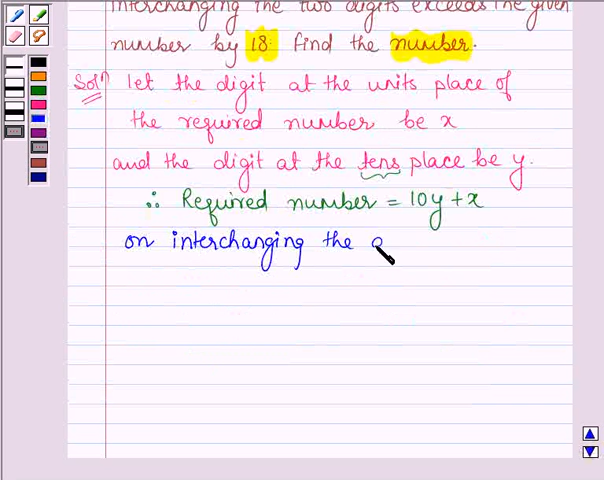 interchanging the two digits exceeds the given
number by 18. Find the number.
Solⁿ let the digit at the units place of
the required number be x
and the digit at the tens place be y.
∴ Required number = 10y + x
on interchanging the